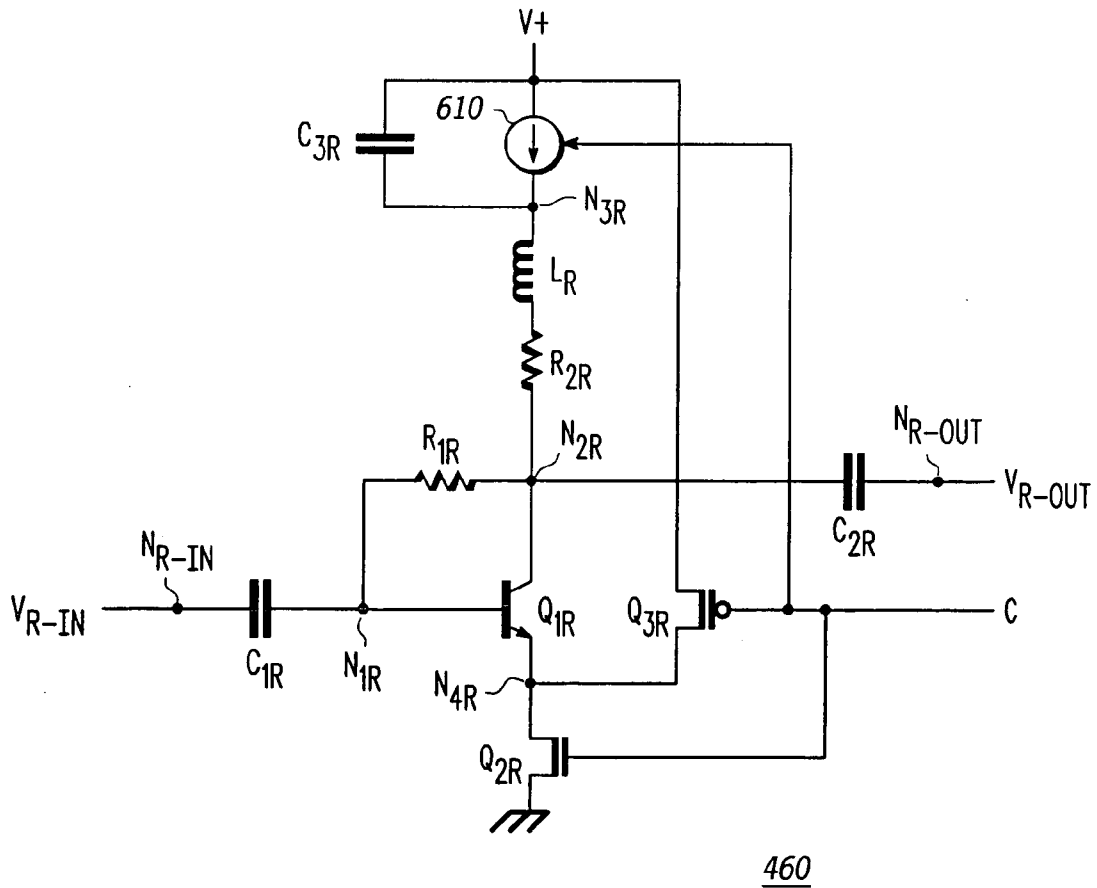 V+
610
C3R
N3R
LR
R2R
R1R
N2R
NR-OUT
VR-OUT
C2R
NR-IN
VR-IN
C1R
N1R
Q1R
Q3R
C
N4R
Q2R
460